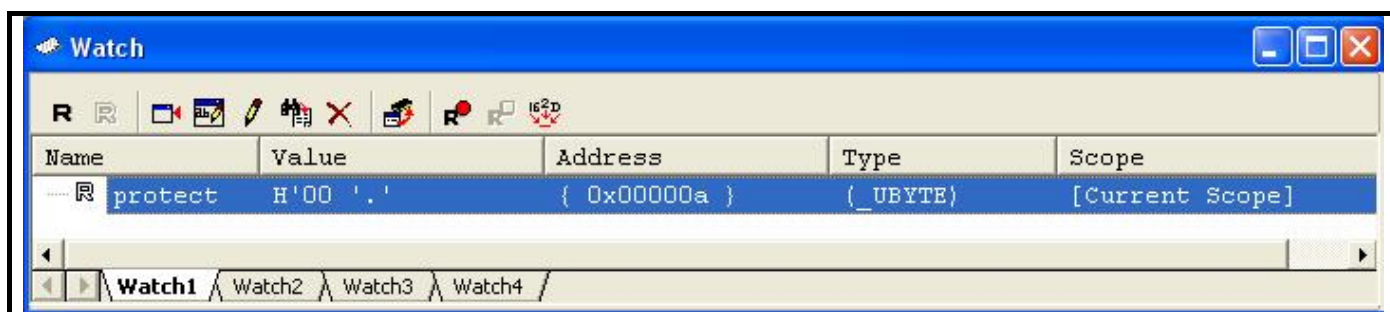 Watch
Name Value Address Type Scope
R protect H'00 '.' { 0x00000a } (_UBYTE) [Current Scope]
Watch1 Watch2 Watch3 Watch4